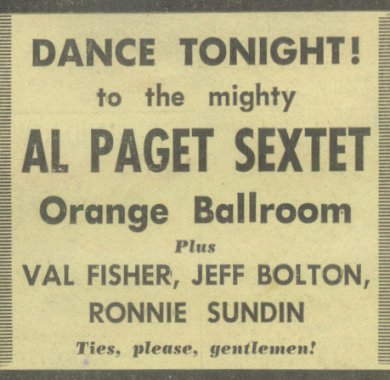 DANCE TONIGHT!
to the mighty
AL PAGET SEXTET
Orange Ballroom
Plus
VAL FISHER, JEFF BOLTON,
RONNIE SUNDIN
Ties, please, gentlemen!